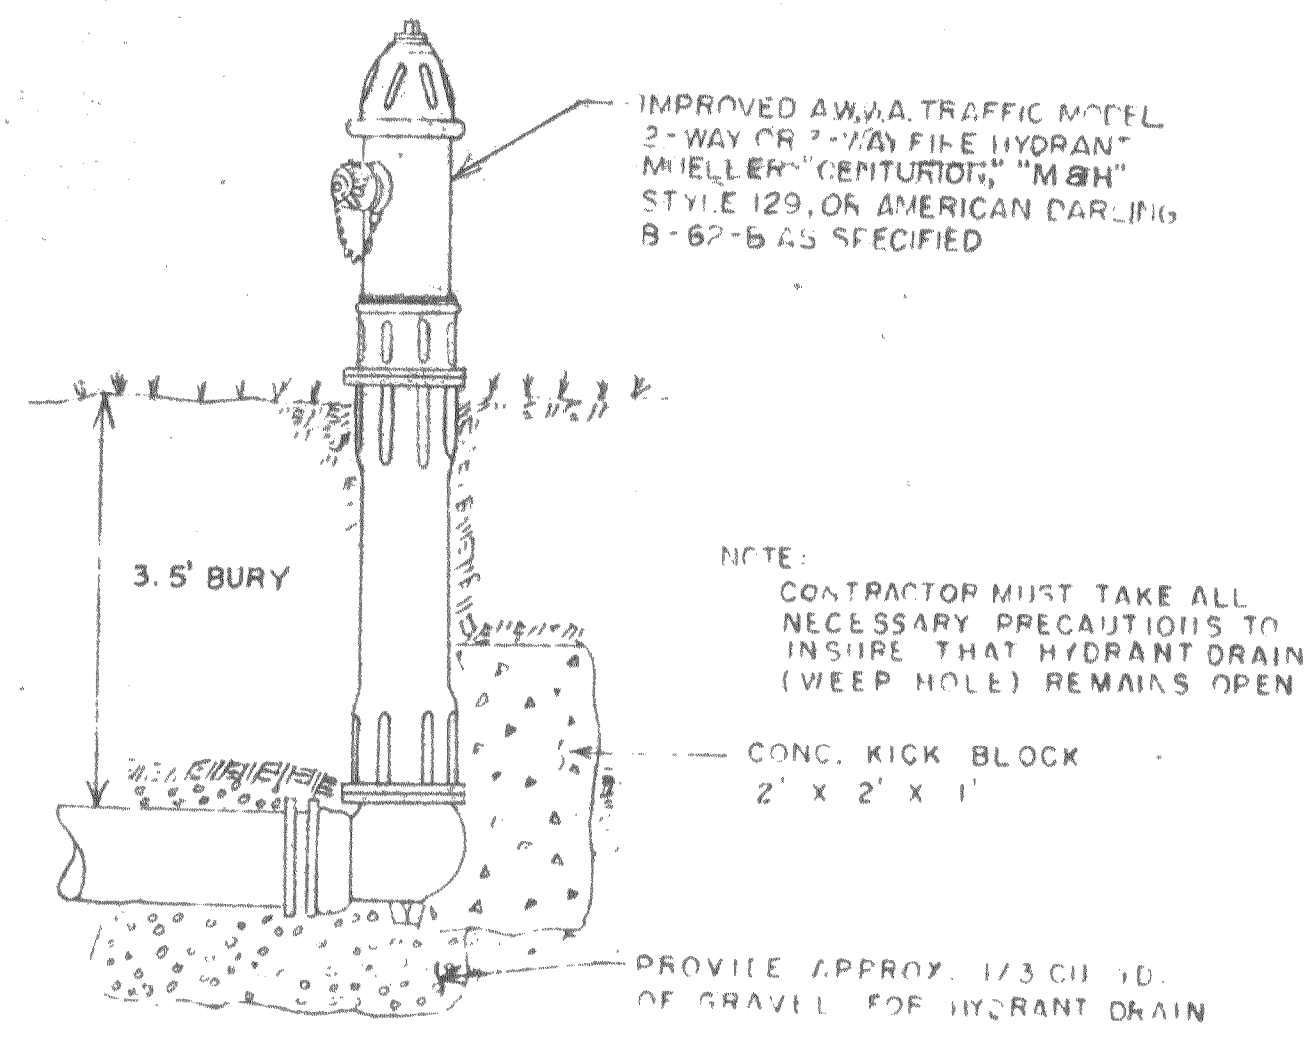 IMPROVED A.W.W.A. TRAFFIC MODEL
2-WAY OR 3-WAY FIRE HYDRANT
MUELLER "CENTURION," "M&H"
STYLE 129, OR AMERICAN DARLING
B-62-B AS SPECIFIED
3.5' BURY
NOTE:
CONTRACTOR MUST TAKE ALL
NECESSARY PRECAUTIONS TO
INSURE THAT HYDRANT DRAIN
(WEEP HOLE) REMAINS OPEN
CONC. KICK BLOCK
2' X 2' X 1'
PROVIDE APPROX. 1/3 CU. YD.
OF GRAVEL FOR HYDRANT DRAIN